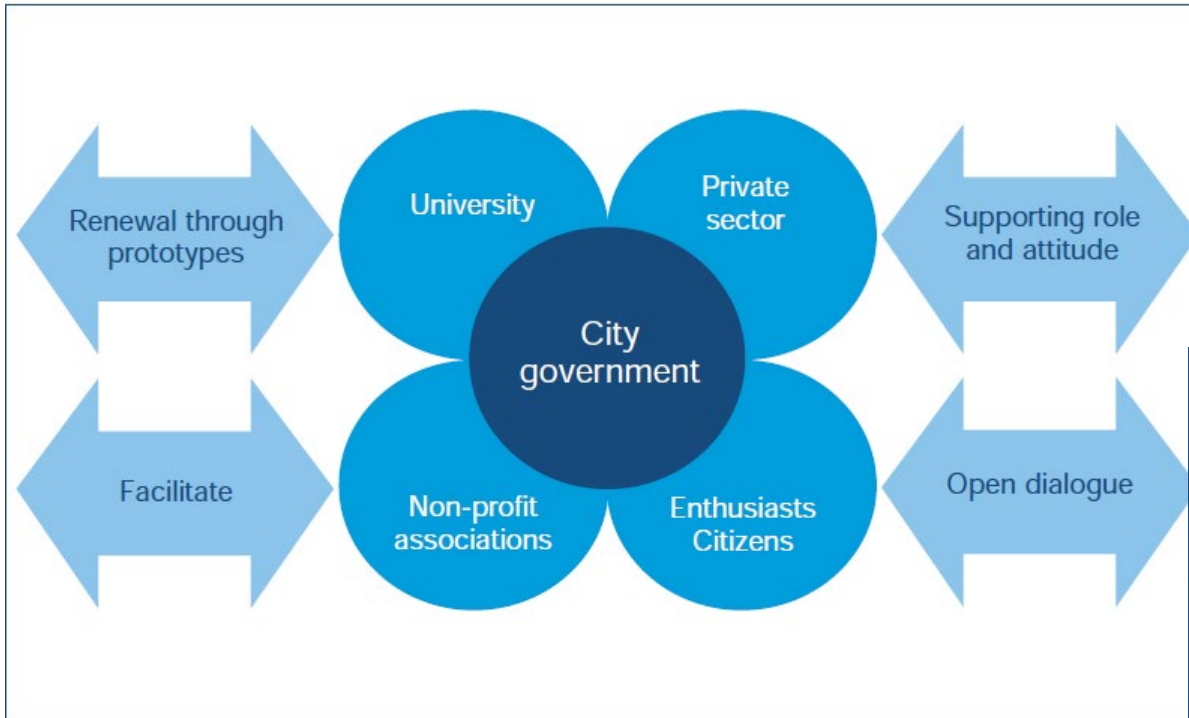 Renewal through
prototypes
University
Private
sector
Supporting role
and attitude
City
government
Facilitate
Non-profit
associations
Enthusiasts
Citizens
Open dialogue